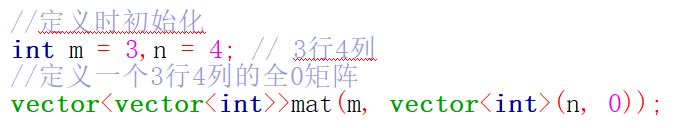 //定义时初始化
int m = 3,n = 4; // 3行4列
//定义一个3行4列的全0矩阵
vector<vector<int>>mat(m, vector<int>(n, 0));